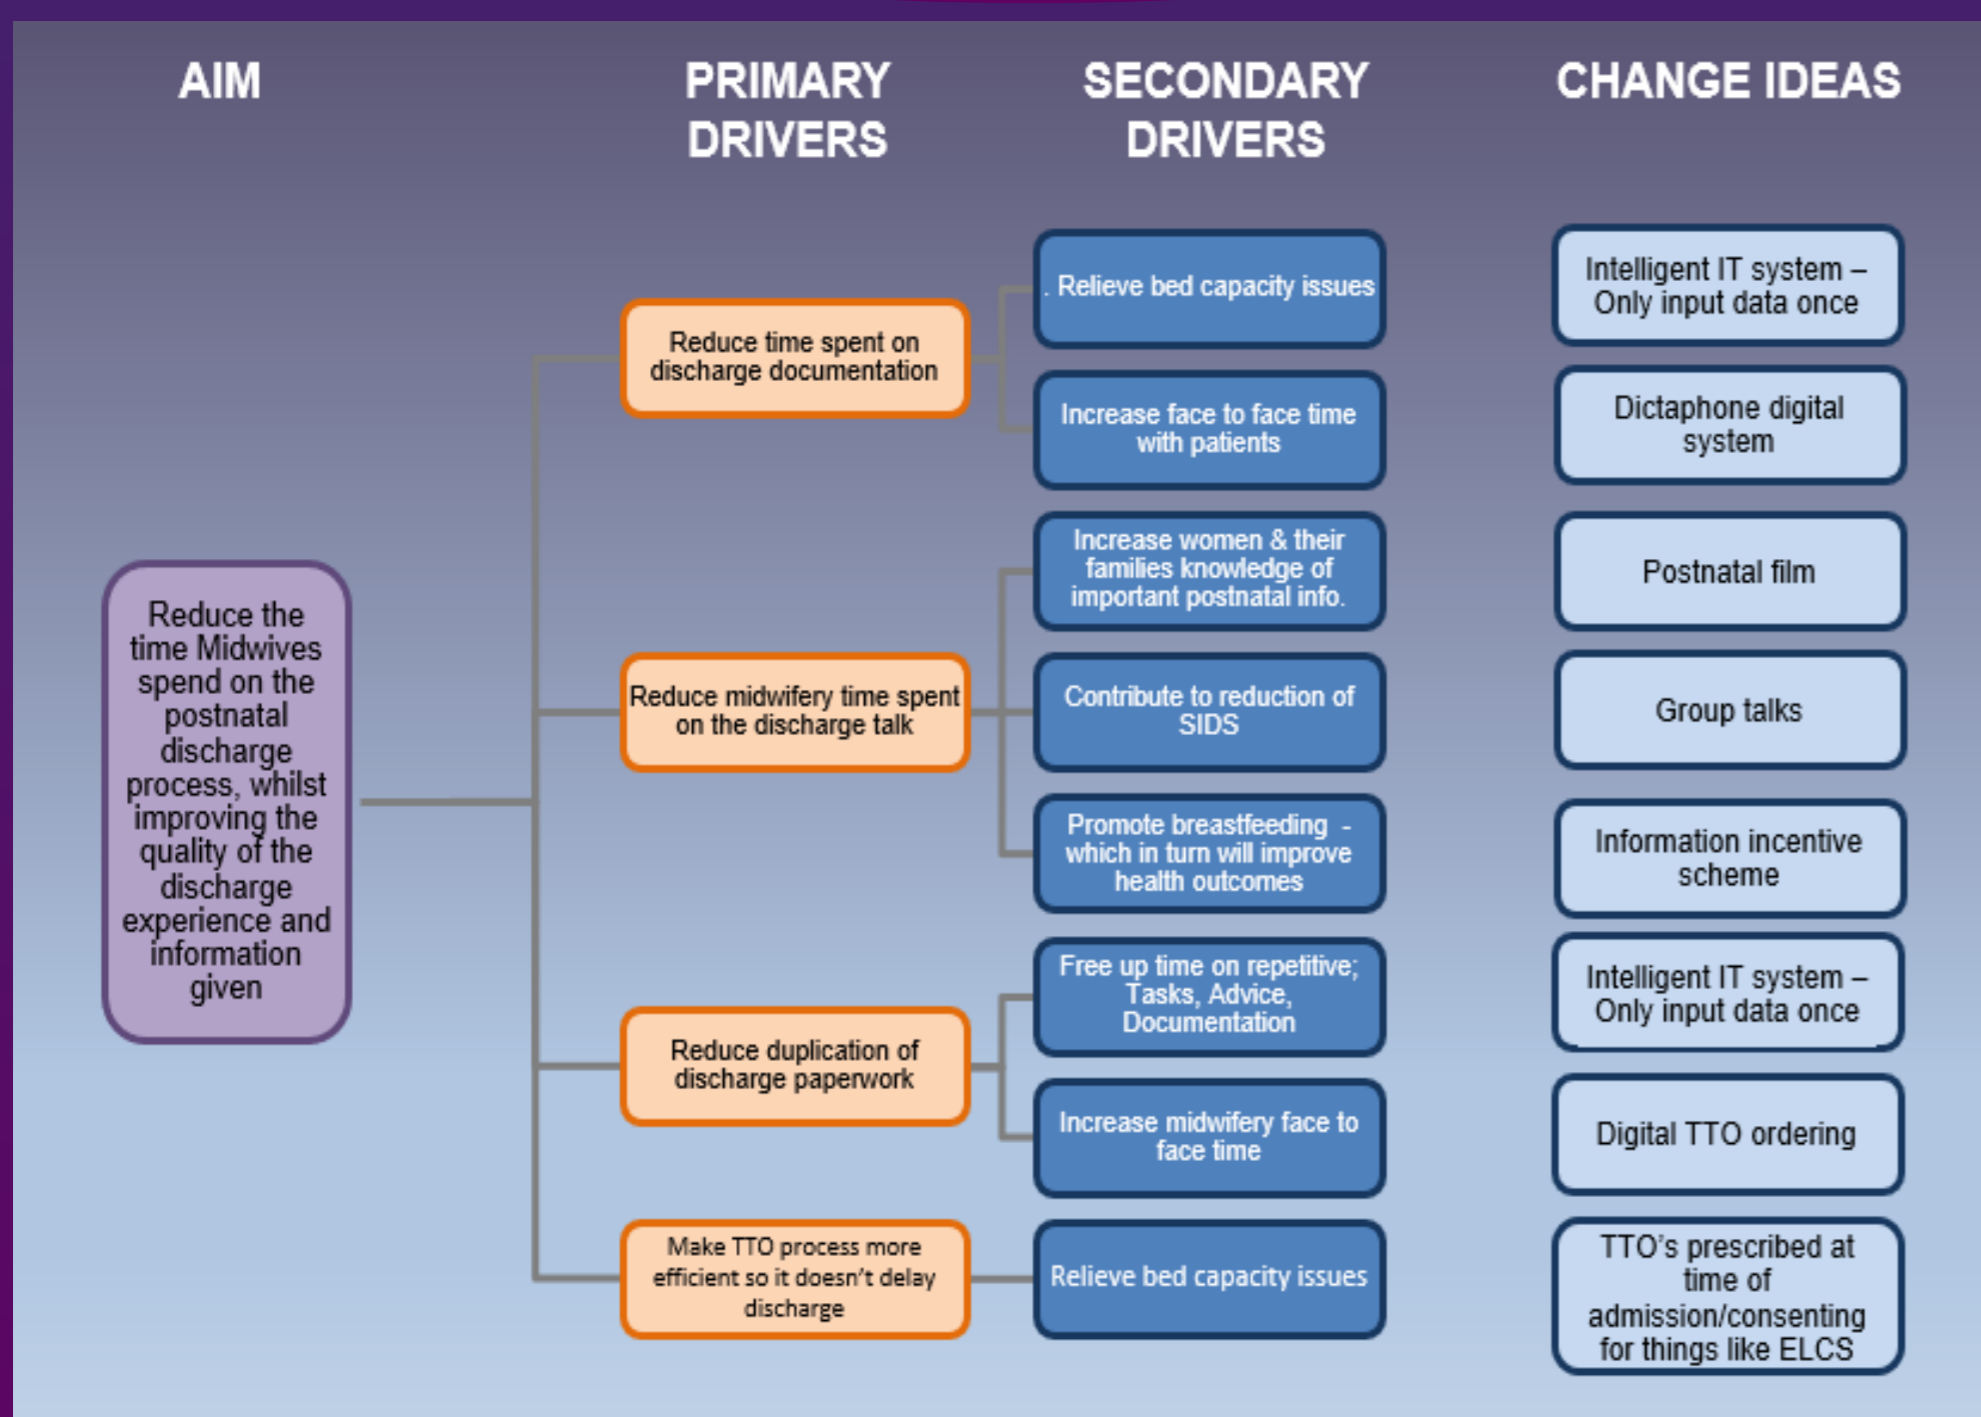 AIM
PRIMARY
DRIVERS
SECONDARY
DRIVERS
CHANGE IDEAS
Reduce the
time Midwives
spend on the
postnatal
discharge
process, whilst
improving the
quality of the
discharge
experience and
information
given
Reduce time spent on
discharge documentation
Reduce midwifery time spent
on the discharge talk
Reduce duplication of
discharge paperwork
Make TTO process more
efficient so it doesn't delay
discharge
. Relieve bed capacity issues
Increase face to face time
with patients
Increase women & their
families knowledge of
important postnatal info.
Contribute to reduction of
SIDS
Promote breastfeeding -
which in turn will improve
health outcomes
Free up time on repetitive;
Tasks, Advice,
Documentation
Increase midwifery face to
face time
Relieve bed capacity issues
Intelligent IT system –
Only input data once
Dictaphone digital
system
Postnatal film
Group talks
Information incentive
scheme
Intelligent IT system –
Only input data once
Digital TTO ordering
TTO's prescribed at
time of
admission/consenting
for things like ELCS